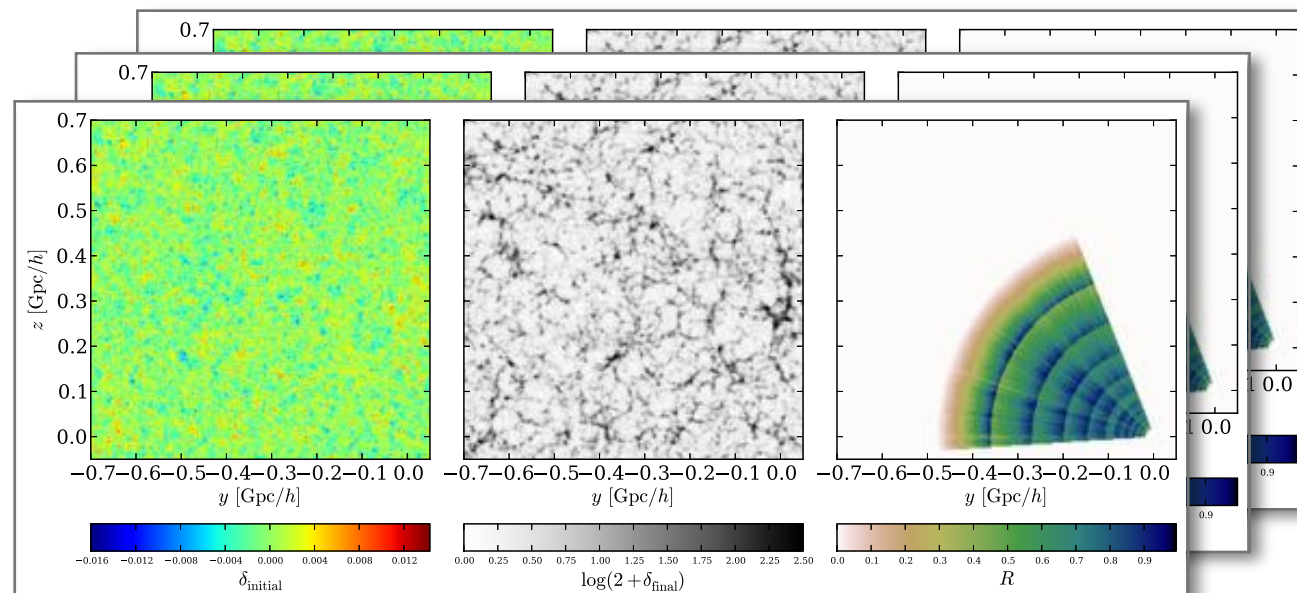 0.7
0.7
0.7
0.6
0.5
0.4
0.3
0.2
0.1
0.0
z [Gpc/h]
−0.7−0.6−0.5−0.4−0.3−0.2−0.1 0.0
y [Gpc/h]
−0.7−0.6−0.5−0.4−0.3−0.2−0.1 0.0
y [Gpc/h]
−0.7−0.6−0.5−0.4−0.3−0.2−0.1 0.0
y [Gpc/h]
1 0.0
1 0.0
0.9
0.9
−0.016 −0.012 −0.008 −0.004 0.000 0.004 0.008 0.012
δinitial
0.00 0.25 0.50 0.75 1.00 1.25 1.50 1.75 2.00 2.25 2.50
log(2+δfinal)
0.0 0.1 0.2 0.3 0.4 0.5 0.6 0.7 0.8 0.9
R